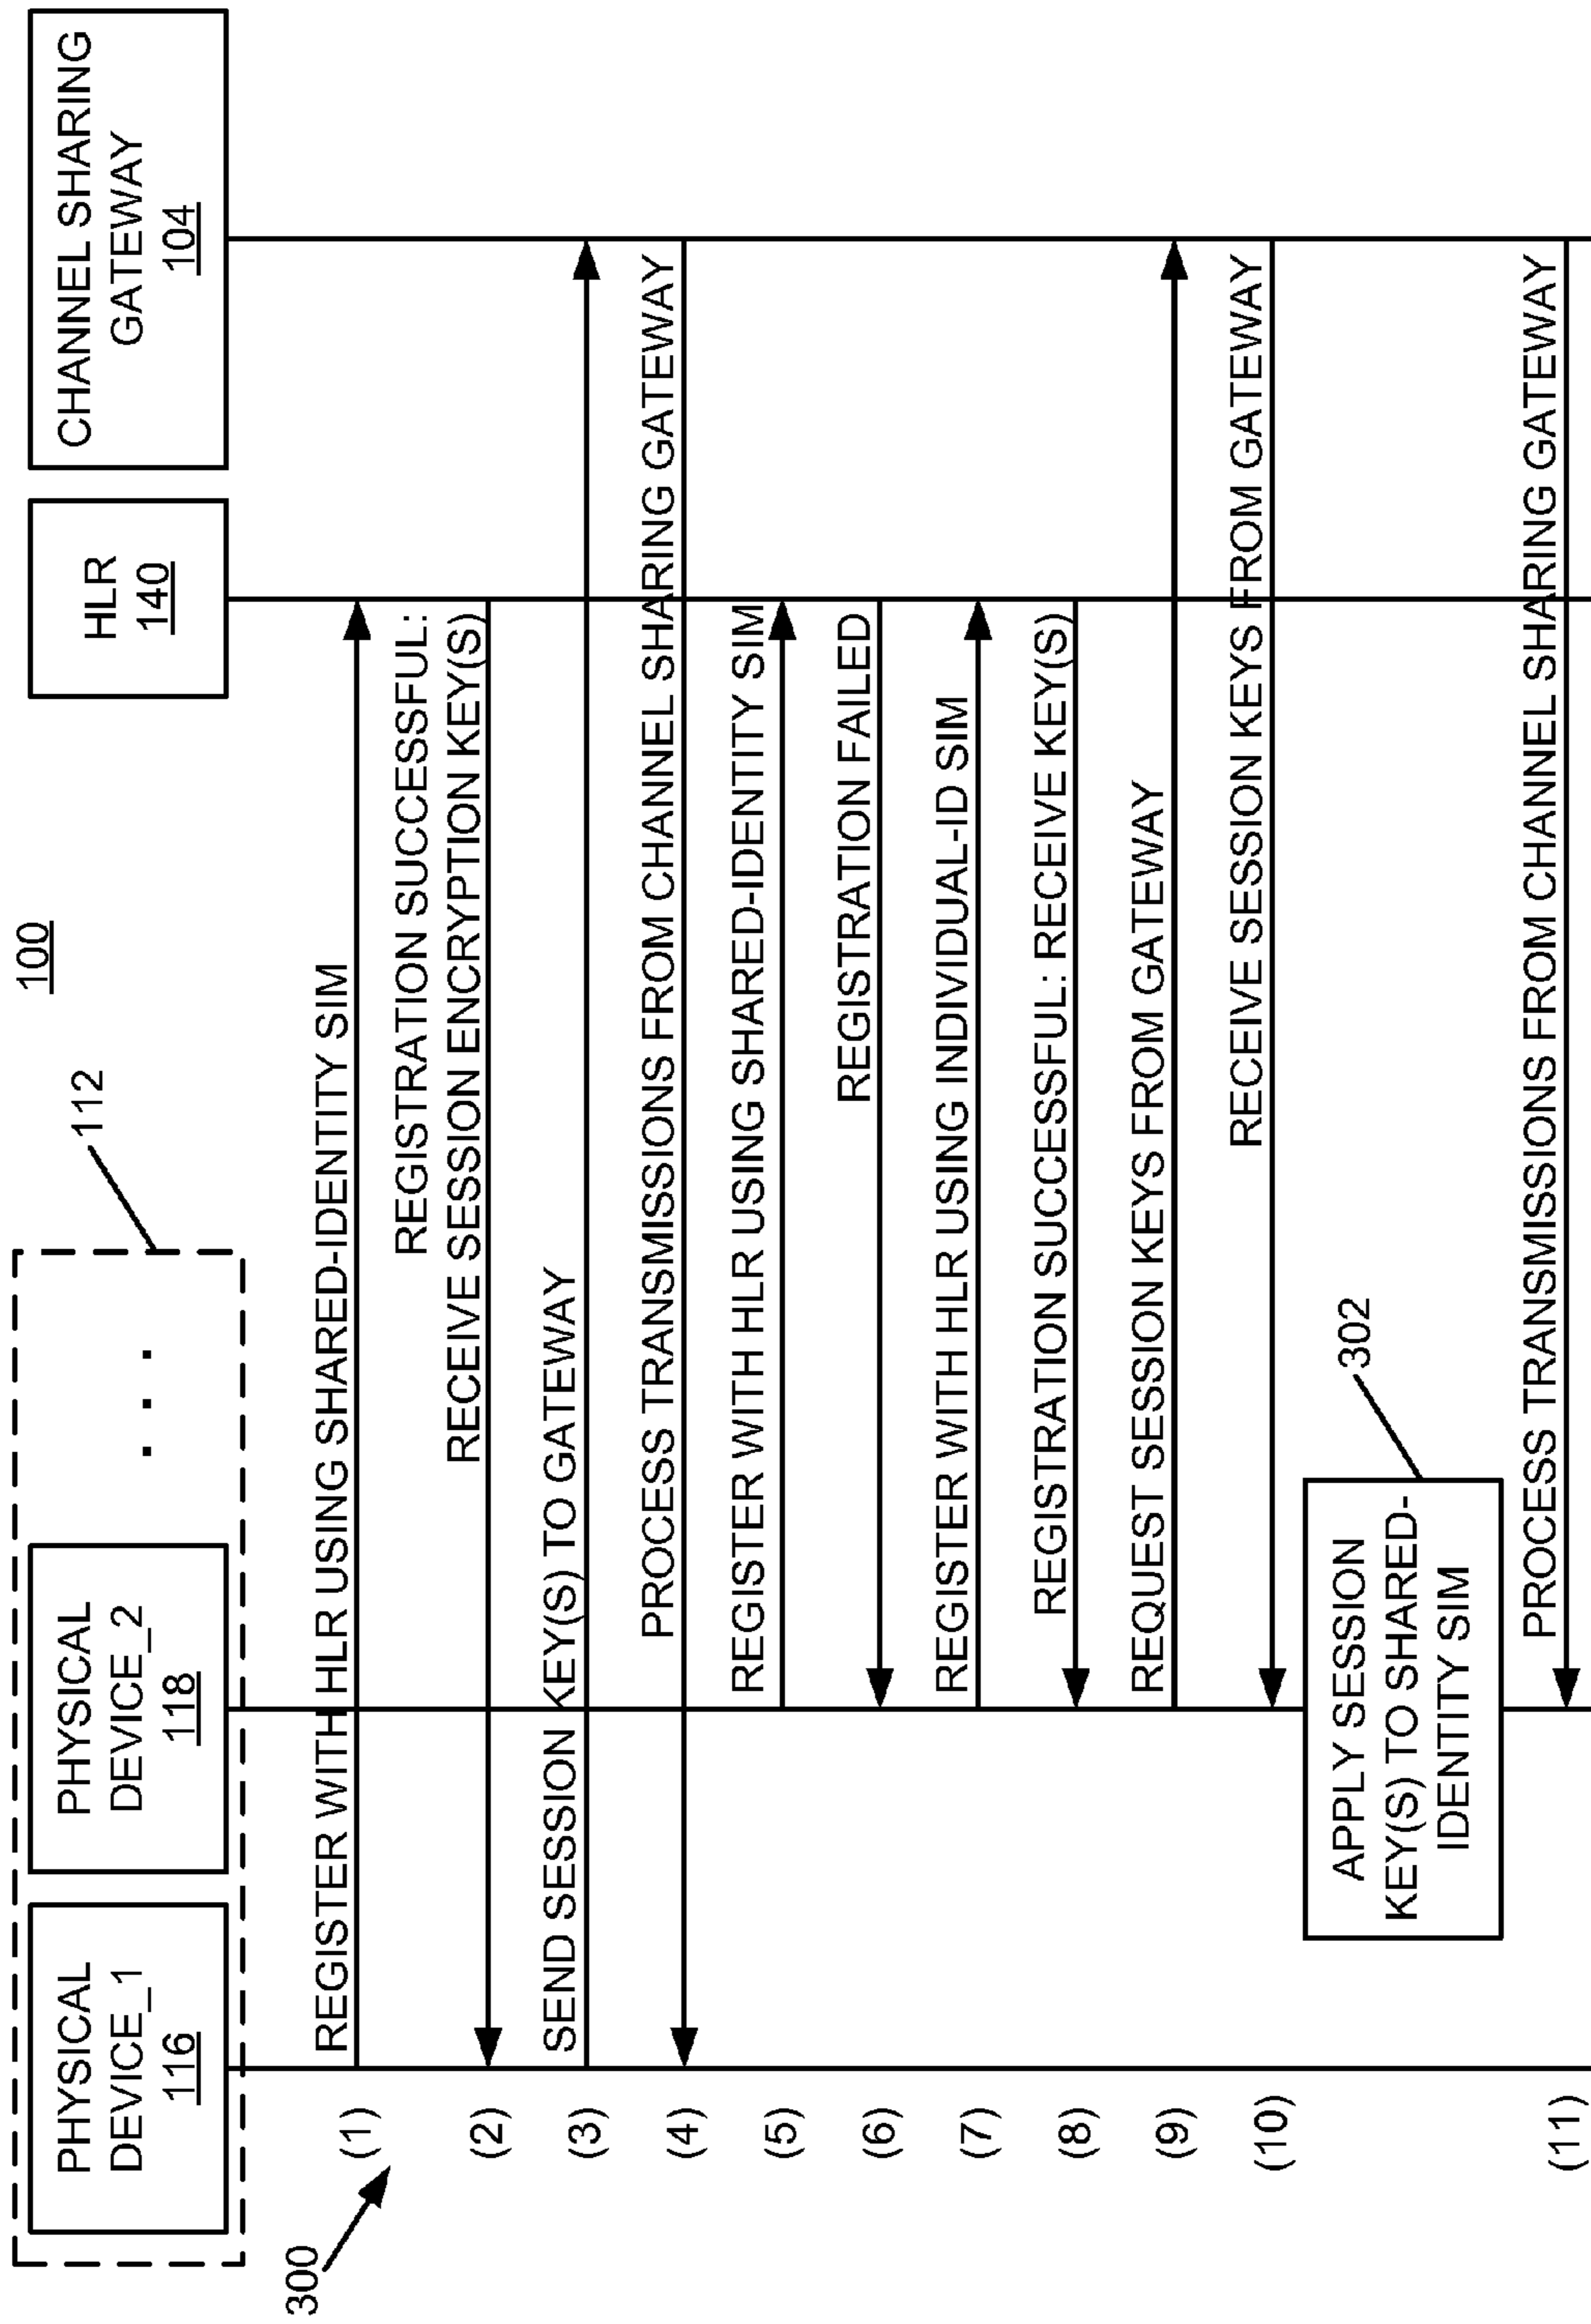 100
112
PHYSICAL
DEVICE_1
116
PHYSICAL
DEVICE_2
118
. . .
HLR
140
CHANNEL SHARING
GATEWAY
104
300
(1)
REGISTER WITH HLR USING SHARED-IDENTITY SIM
REGISTRATION SUCCESSFUL:
RECEIVE SESSION ENCRYPTION KEY(S)
(2)
SEND SESSION KEY(S) TO GATEWAY
(3)
PROCESS TRANSMISSIONS FROM CHANNEL SHARING GATEWAY
(4)
REGISTER WITH HLR USING SHARED-IDENTITY SIM
(5)
REGISTRATION FAILED
(6)
REGISTER WITH HLR USING INDIVIDUAL-ID SIM
(7)
REGISTRATION SUCCESSFUL: RECEIVE KEY(S)
(8)
REQUEST SESSION KEYS FROM GATEWAY
(9)
RECEIVE SESSION KEYS FROM GATEWAY
(10)
APPLY SESSION
KEY(S) TO SHARED-
IDENTITY SIM
302
PROCESS TRANSMISSIONS FROM CHANNEL SHARING GATEWAY
(11)